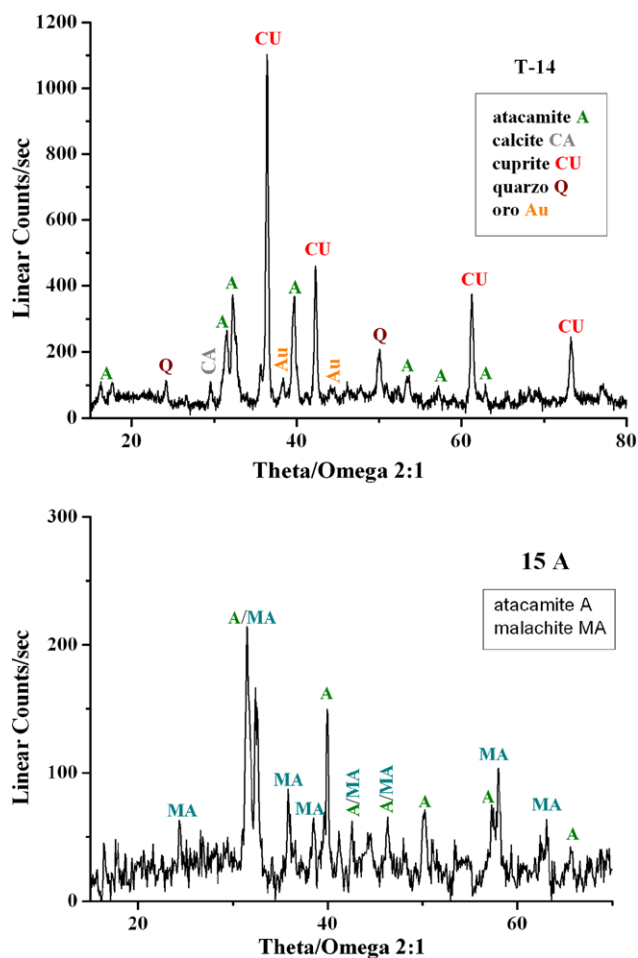 1200
1000
800
600
400
200
0
Linear Counts/sec
20
40
60
80
Theta/Omega 2:1
T-14
atacamite A
calcite CA
cuprite CU
quarzo Q
oro Au
A
Q
CA
A
A
CU
Au
A
CU
Au
Q
A
A
CU
A
CU
300
200
100
0
Linear Counts/sec
20
40
60
Theta/Omega 2:1
15 A
atacamite A
malachite MA
MA
A/MA
MA
MA
A
A/MA
A/MA
A
A
MA
MA
A